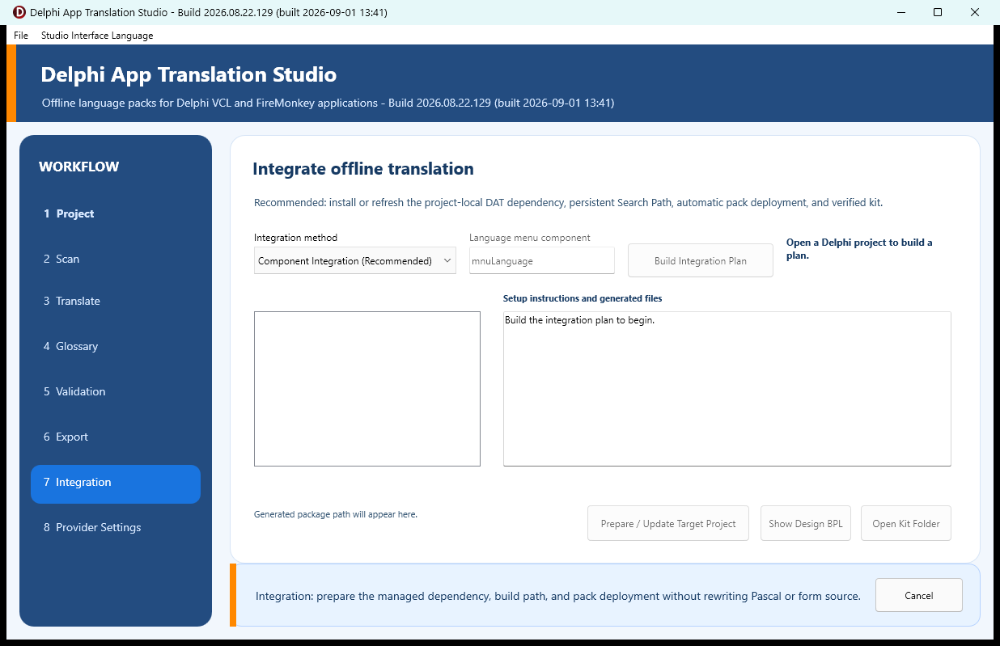 Delphi App Translation Studio - Build 2026.08.22.129 (built 2026-09-01 13:41)
File Studio Interface Language
Delphi App Translation Studio
Offline language packs for Delphi VCL and FireMonkey applications - Build 2026.08.22.129 (built 2026-09-01 13:41)
WORKFLOW
1 Project
2 Scan
3 Translate
4 Glossary
5 Validation
6 Export
7 Integration
8 Provider Settings
Integrate offline translation
Recommended: install or refresh the project-local DAT dependency, persistent Search Path, automatic pack deployment, and verified kit.
Integration method
Component Integration (Recommended)
Language menu component
mnuLanguage
Build Integration Plan
Open a Delphi project to build a
plan.
Setup instructions and generated files
Build the integration plan to begin.
Generated package path will appear here.
Prepare / Update Target Project
Show Design BPL
Open Kit Folder
Integration: prepare the managed dependency, build path, and pack deployment without rewriting Pascal or form source.
Cancel